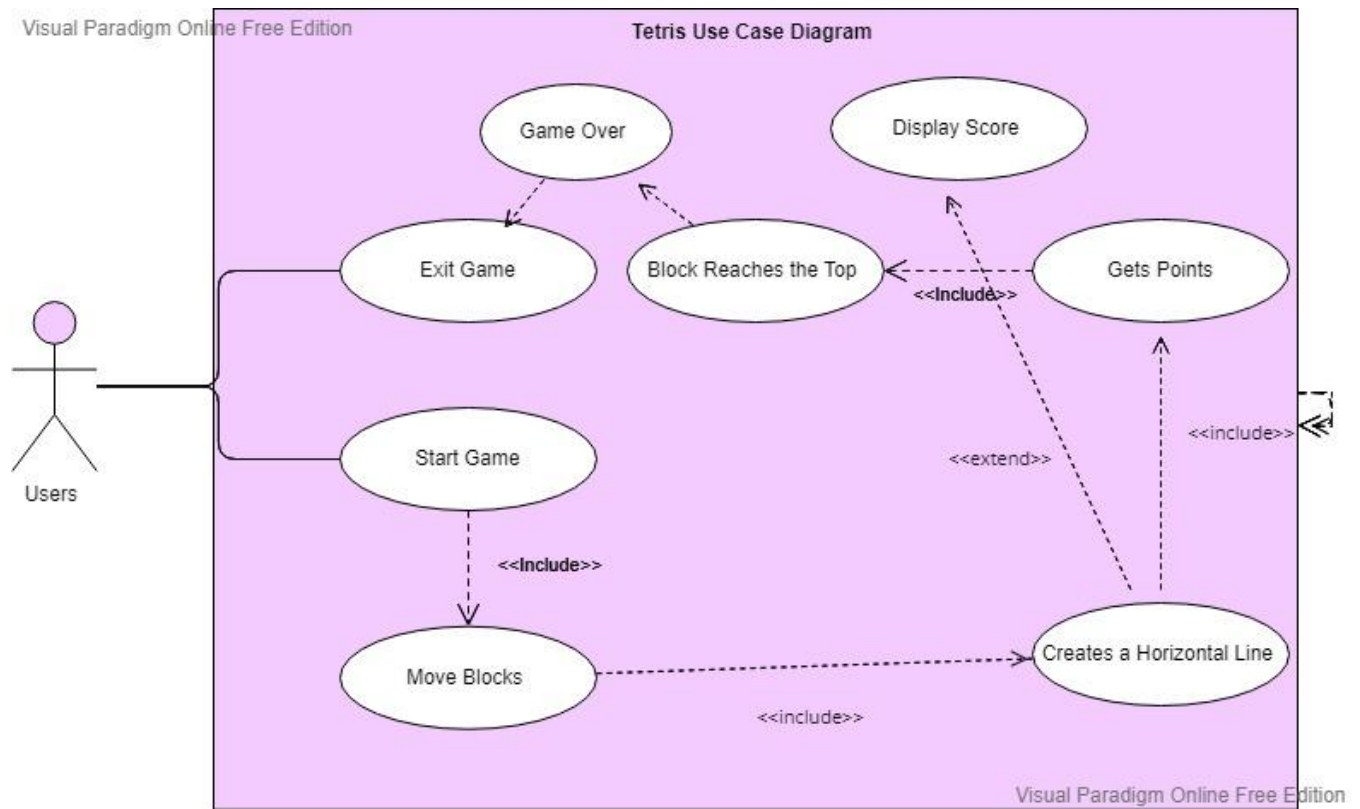 Visual Paradigm Online Free Edition
Tetris Use Case Diagram
Game Over
Display Score
Exit Game
Block Reaches the Top
Gets Points
<<Include>>
<<include>>
Start Game
<<extend>>
Users
<<Include>>
Creates a Horizontal Line
Move Blocks
<<include>>
Visual Paradigm Online Free Edition